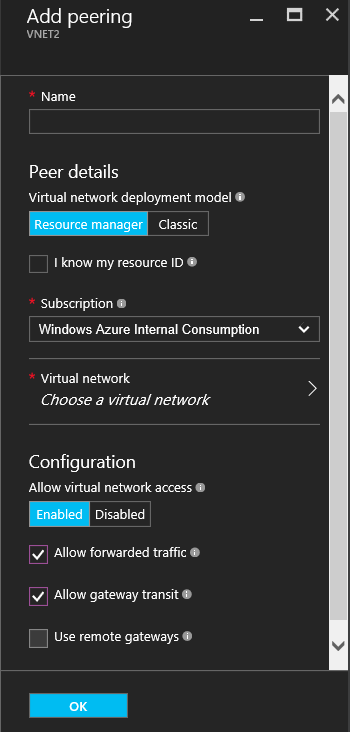 Add peering
VNET2
* Name
Peer details
Virtual network deployment model
Resource manager Classic
I know my resource ID
* Subscription
Windows Azure Internal Consumption
* Virtual network
Choose a virtual network
Configuration
Allow virtual network access
Enabled Disabled
Allow forwarded traffic
Allow gateway transit
Use remote gateways
OK